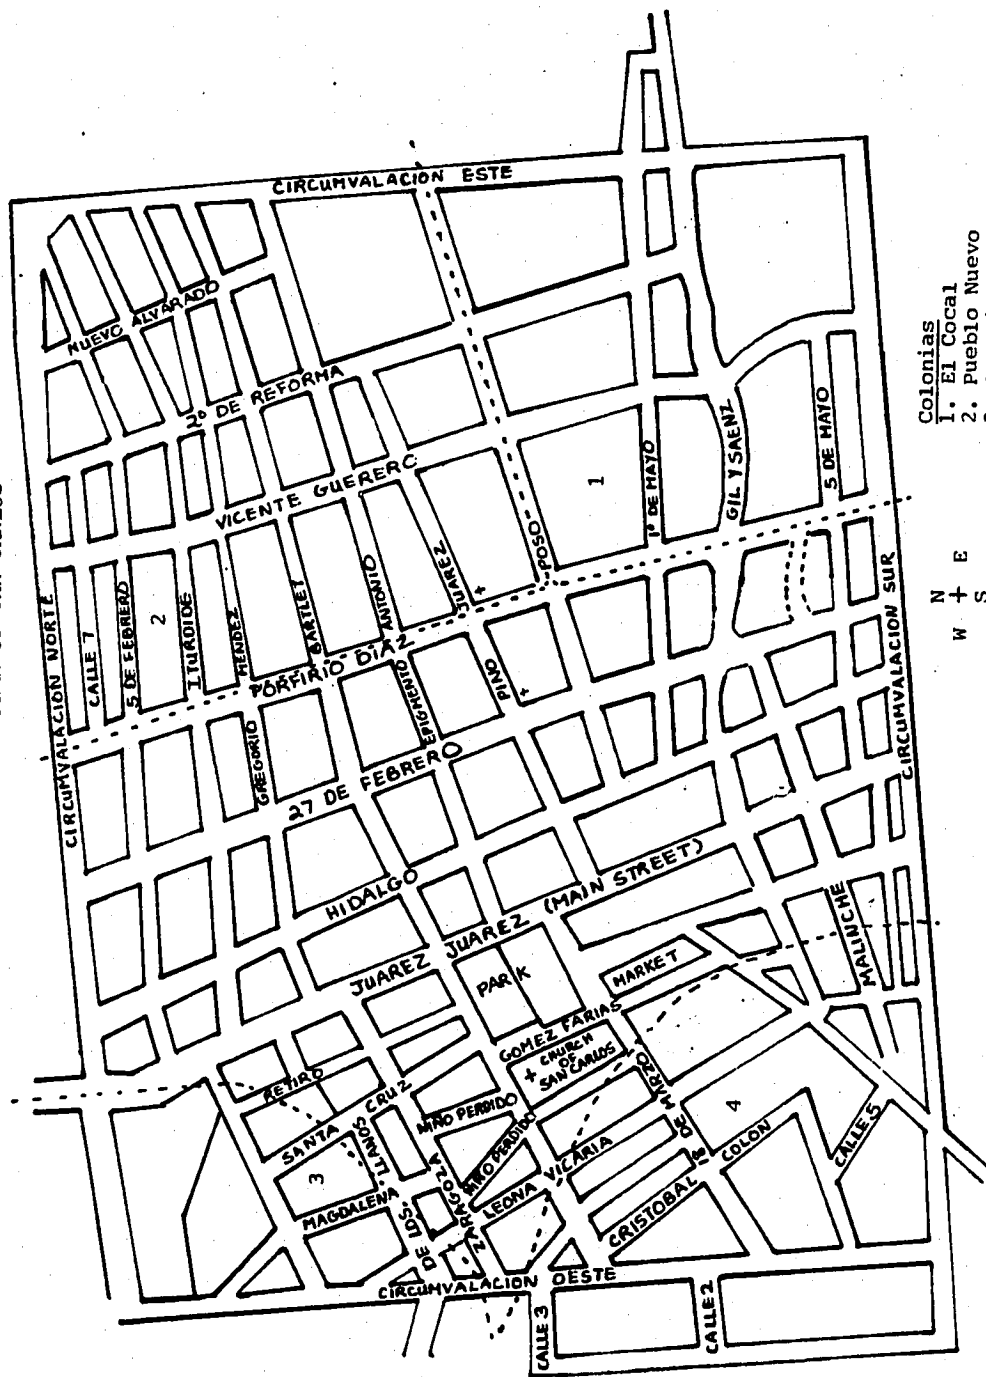 CIRCUMVALACION ESTE
NUEVO ALVARADO
2º DE REFORMA
VICENTE GUERERO
CIRCUMVALACION NORTE
CALLE 7
5 DE FEBRERO
2
ITURDIDE
MENDEZ
BARTLET
ANTONIO
JUAREZ
POSO
1
1º DE MAYO
GIL Y SAENZ
5 DE MAYO
PORFIRIO DIAZ
GREGORIO
EPIGMENIO
PINO
27 DE FEBRERO
HIDALGO
JUAREZ
JUAREZ (MAIN STREET)
PARK
MARKET
GOMEZ FARIAS
CHURCH
OF
SAN CARLOS
MALINCHE
CIRCUMVALACION SUR
RETIRO
SANTA CRUZ
3
MAGDALENA
DE LOS. LLANOS
NIÑO PERDIDO
NIÑO PERDIDO
ZARAGOZA
LEONA VICARIA
18 DE MARZO
4
CRISTOBAL COLON
CALLE 5
CIRCUMVALACION OESTE
CALLE 3
CALLE 2
Colonias
1. El Cocal
2. Pueblo Nuevo
N
W + E
S